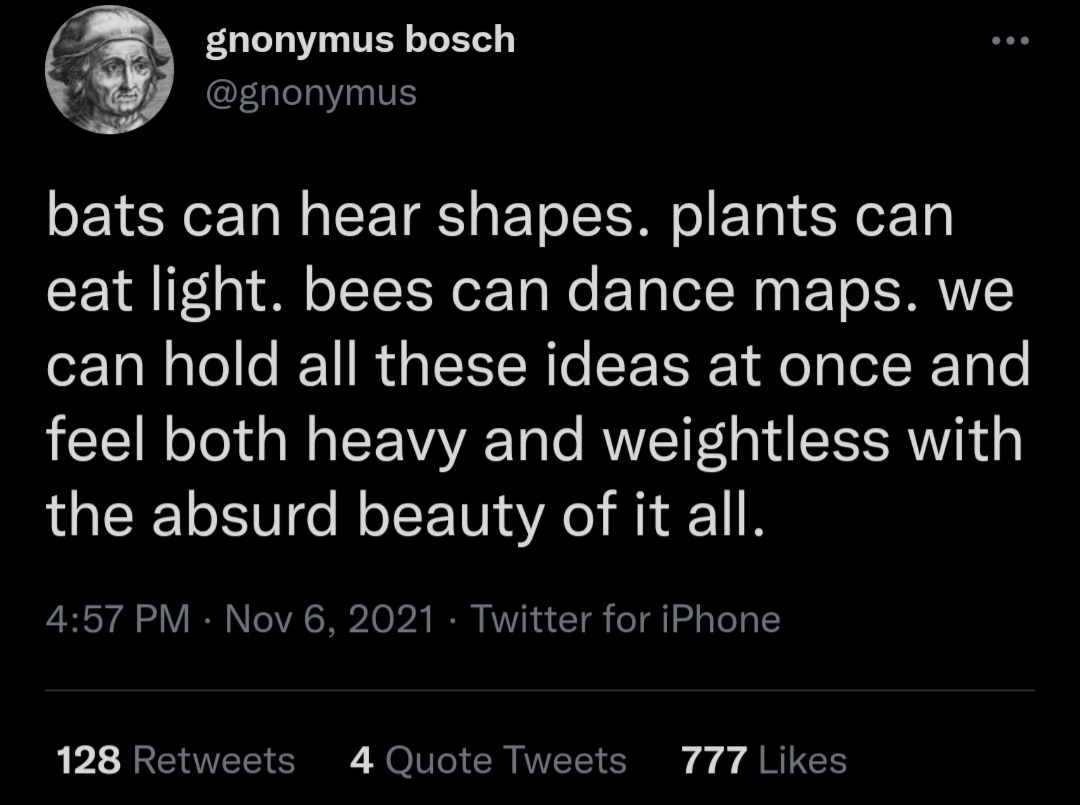 gnonymus bosch
@gnonymus
bats can hear shapes. plants can
eat light. bees can dance maps. we
can hold all these ideas at once and
feel both heavy and weightless with
the absurd beauty of it all.
4:57 PM · Nov 6, 2021 · Twitter for iPhone
128 Retweets 4 Quote Tweets 777 Likes